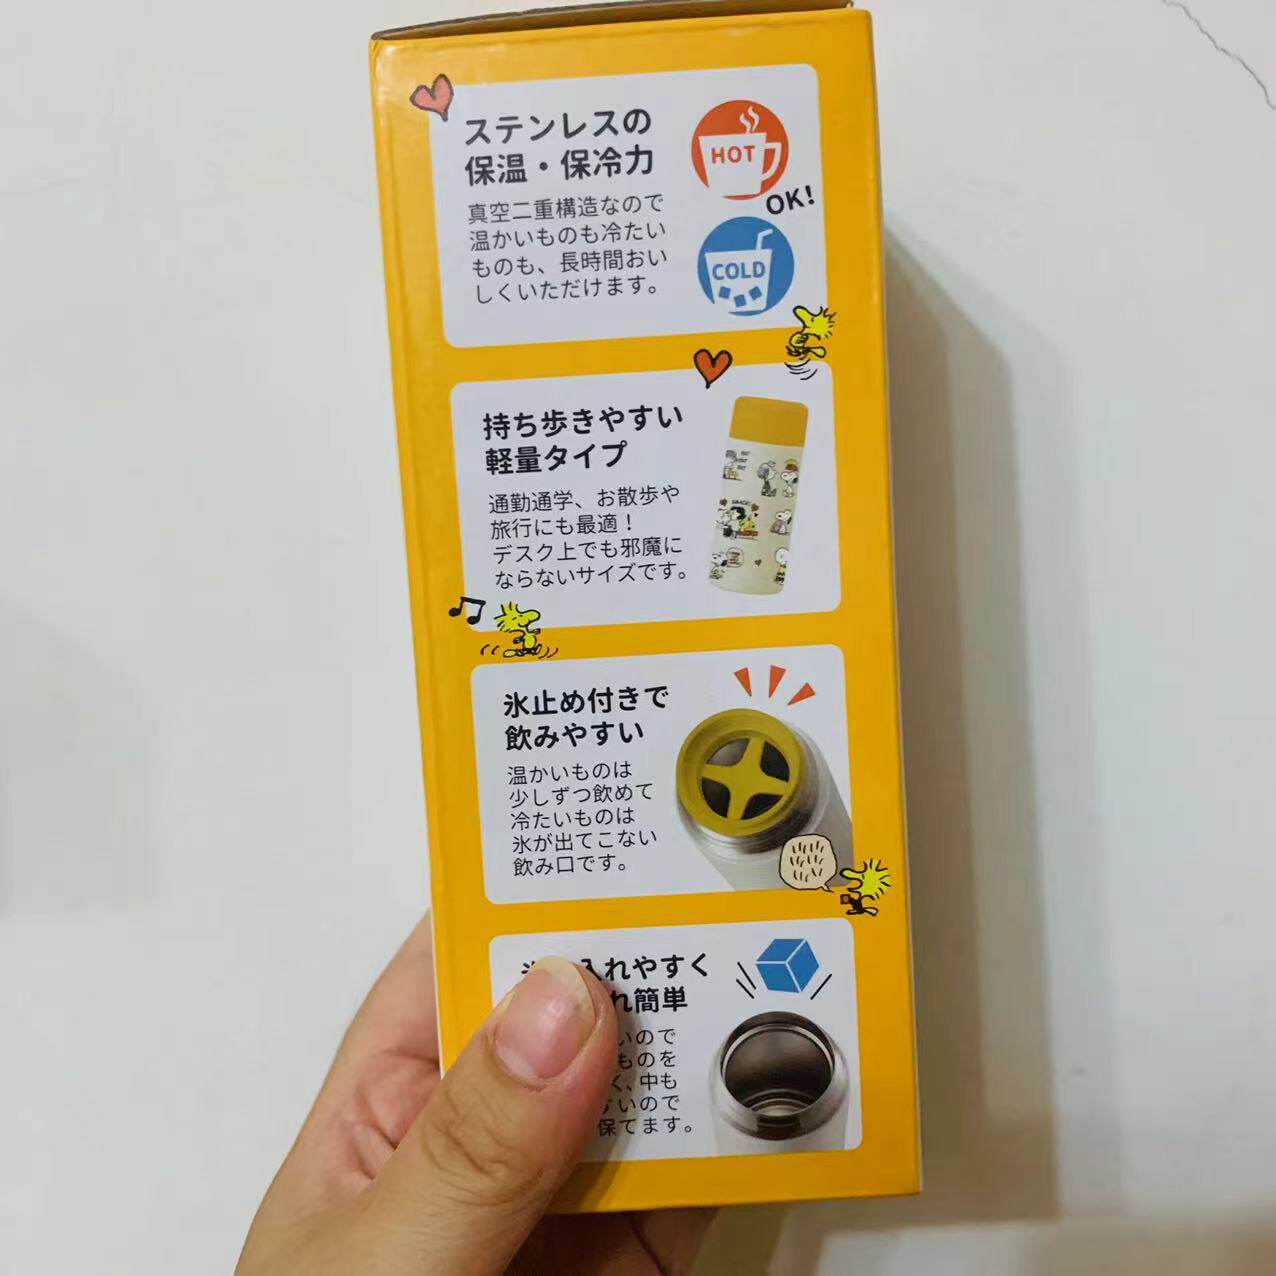 ステンレスの
保温・保冷力
真空二重構造なので
温かいものも冷たい
ものも、長時間おい
しくいただけます。
HOT
OK!
COLD
持ち歩きやすい
軽量タイプ
通勤通学、お散歩や
旅行にも最適！
デスク上でも邪魔に
ならないサイズです。
氷止め付きで
飲みやすい
温かいものは
少しずつ飲めて
冷たいものは
氷が出てこない
飲み口です。
入れやすく
れ簡単
いので
ものを
く、中も
すいので
保てます。